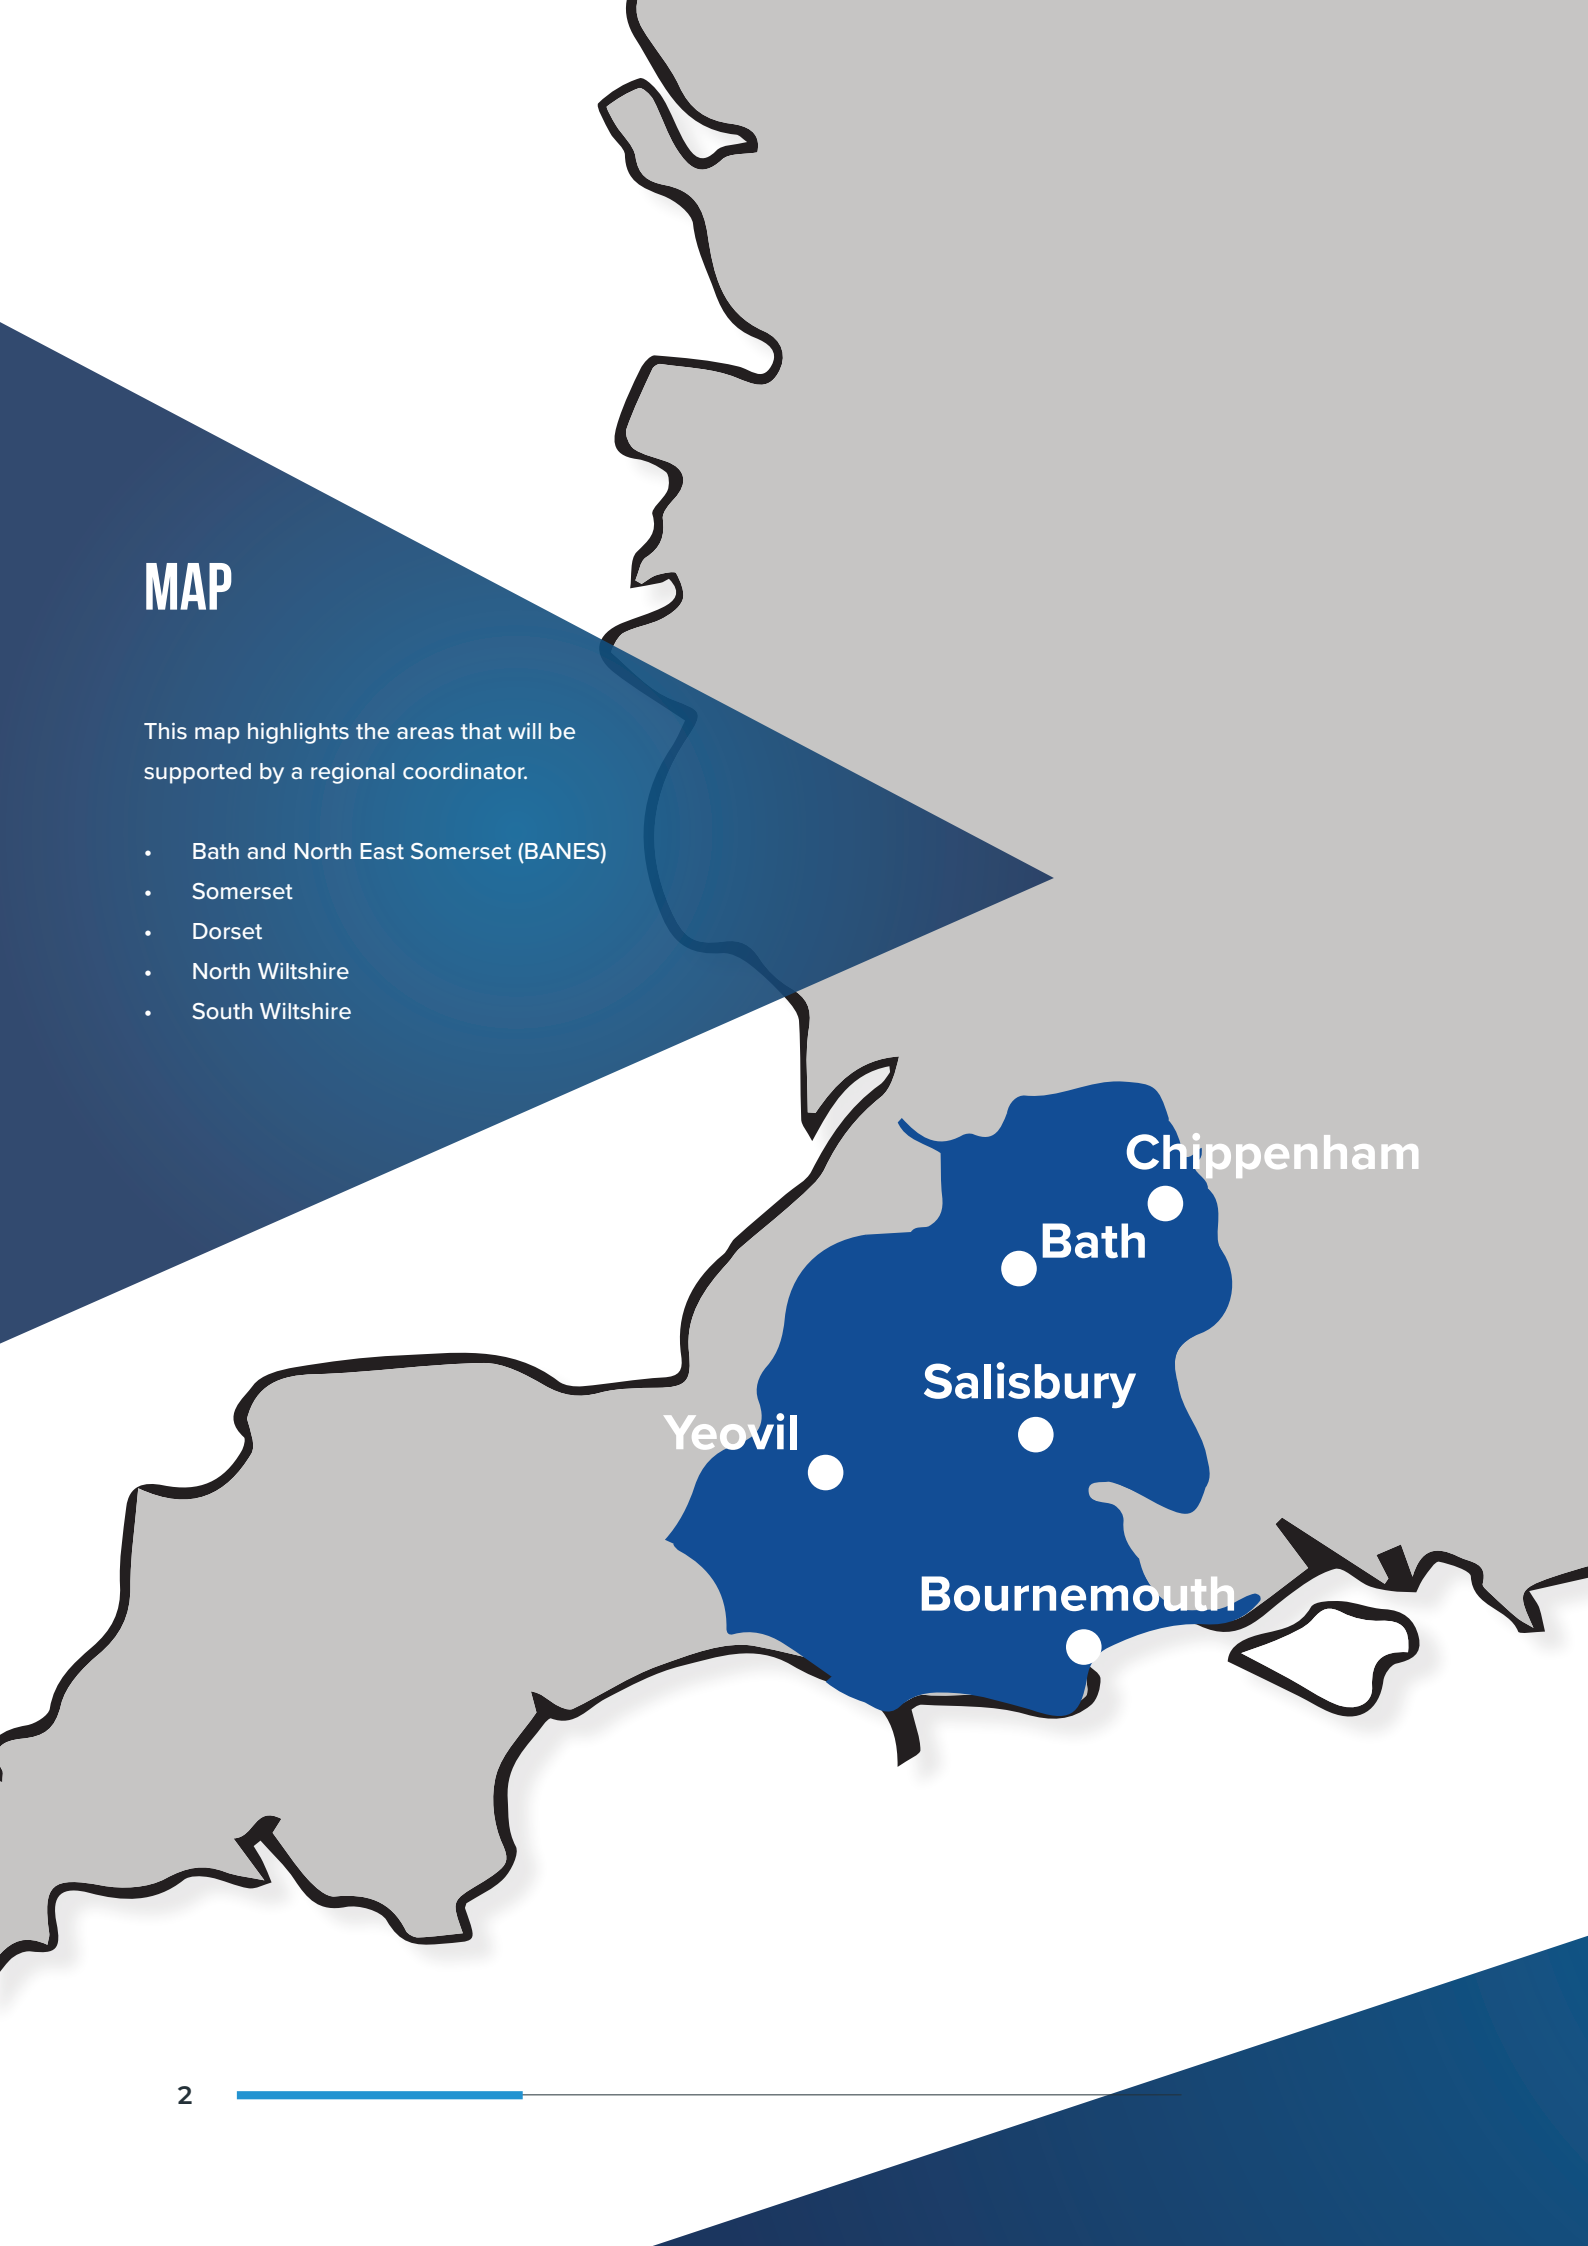 MAP
This map highlights the areas that will be
supported by a regional coordinator.
• Bath and North East Somerset (BANES)
• Somerset
• Dorset
• North Wiltshire
• South Wiltshire
Chippenham
Bath
Salisbury
Yeovil
Bournemouth
2